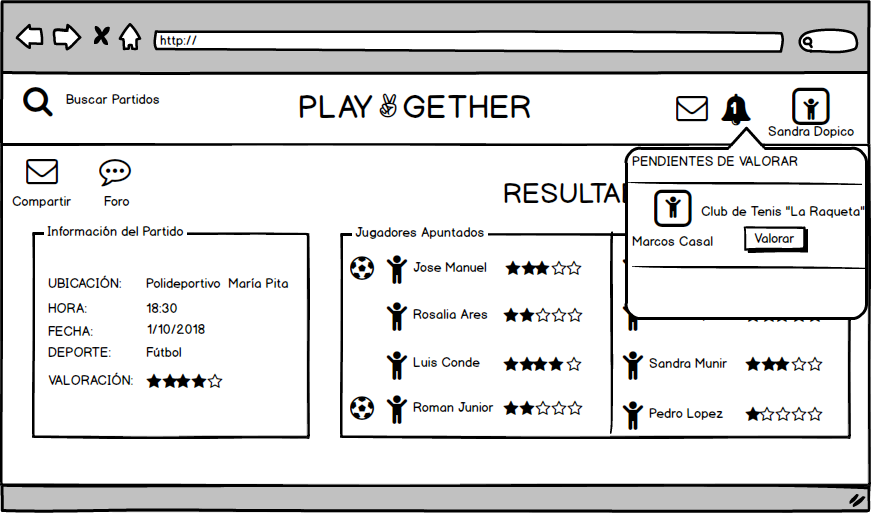 http://
Buscar Partidos
PLAY GETHER
1
Sandra Dopico
PENDIENTES DE VALORAR
Club de Tenis "La Raqueta"
Marcos Casal
Valorar
Compartir
Foro
Información del Partido
UBICACIÓN: Polideportivo María Pita
HORA: 18:30
FECHA: 1/10/2018
DEPORTE: Fútbol
VALORACIÓN:
Jugadores Apuntados
Jose Manuel
Rosalia Ares
Luis Conde
Roman Junior
Sandra Munir
Pedro Lopez